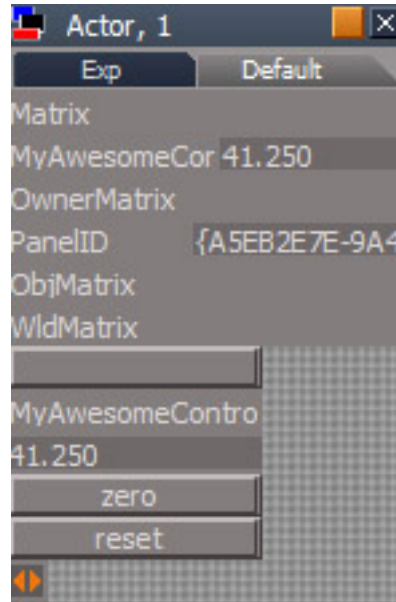 Actor, 1
Exp Default
Matrix
MyAwesomeCor 41.250
OwnerMatrix
PanelID {A5EB2E7E-9A4
ObjMatrix
WldMatrix
MyAwesomeContro
41.250
zero
reset